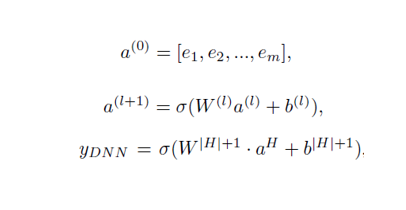 a^{(0)} = [e_1, e_2, ..., e_m],
a^{(l+1)} = σ(W^{(l)} a^{(l)} + b^{(l)}),
y_{DNN} = σ(W^{|H|+1} · a^H + b^{|H|+1}).